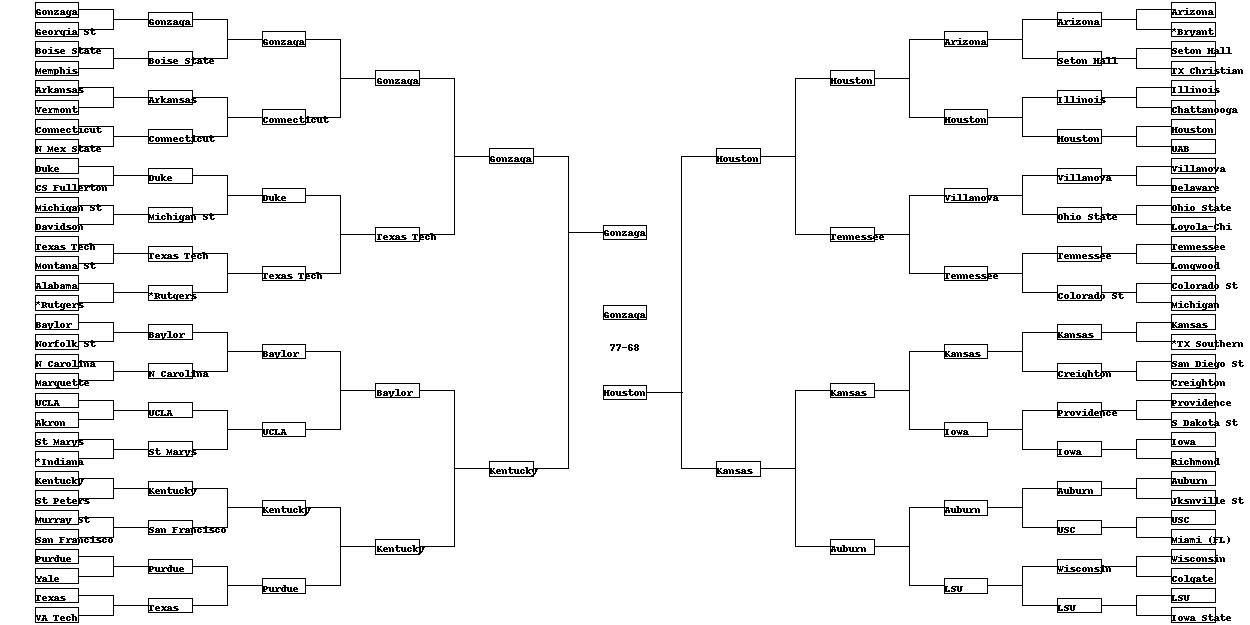 Gonzaga
Georgia St
Boise State
Memphis
Arkansas
Vermont
Connecticut
N Mex State
Duke
CS Fullerton
Michigan St
Davidson
Texas Tech
Montana St
Alabama
*Rutgers
Baylor
Norfolk St
N Carolina
Marquette
UCLA
Akron
St Marys
*Indiana
Kentucky
St Peters
Murray St
San Francisco
Purdue
Yale
Texas
VA Tech
Gonzaga
Boise State
Arkansas
Connecticut
Duke
Michigan St
Texas Tech
*Rutgers
Baylor
N Carolina
UCLA
St Marys
Kentucky
San Francisco
Purdue
Texas
Gonzaga
Connecticut
Duke
Texas Tech
Baylor
UCLA
Kentucky
Purdue
Gonzaga
Texas Tech
Baylor
Kentucky
Gonzaga
Kentucky
Gonzaga
Gonzaga
77-68
Houston
Houston
Kansas
Houston
Tennessee
Kansas
Auburn
Arizona
Houston
Villanova
Tennessee
Kansas
Iowa
Auburn
LSU
Arizona
Seton Hall
Illinois
Houston
Villanova
Ohio State
Tennessee
Colorado St
Kansas
Creighton
Providence
Iowa
Auburn
USC
Wisconsin
LSU
Arizona
*Bryant
Seton Hall
TX Christian
Illinois
Chattanooga
Houston
UAB
Villanova
Delaware
Ohio State
Loyola-Chi
Tennessee
Longwood
Colorado St
Michigan
Kansas
*TX Southern
San Diego St
Creighton
Providence
S Dakota St
Iowa
Richmond
Auburn
Jksnville St
USC
Miami (FL)
Wisconsin
Colgate
LSU
Iowa State